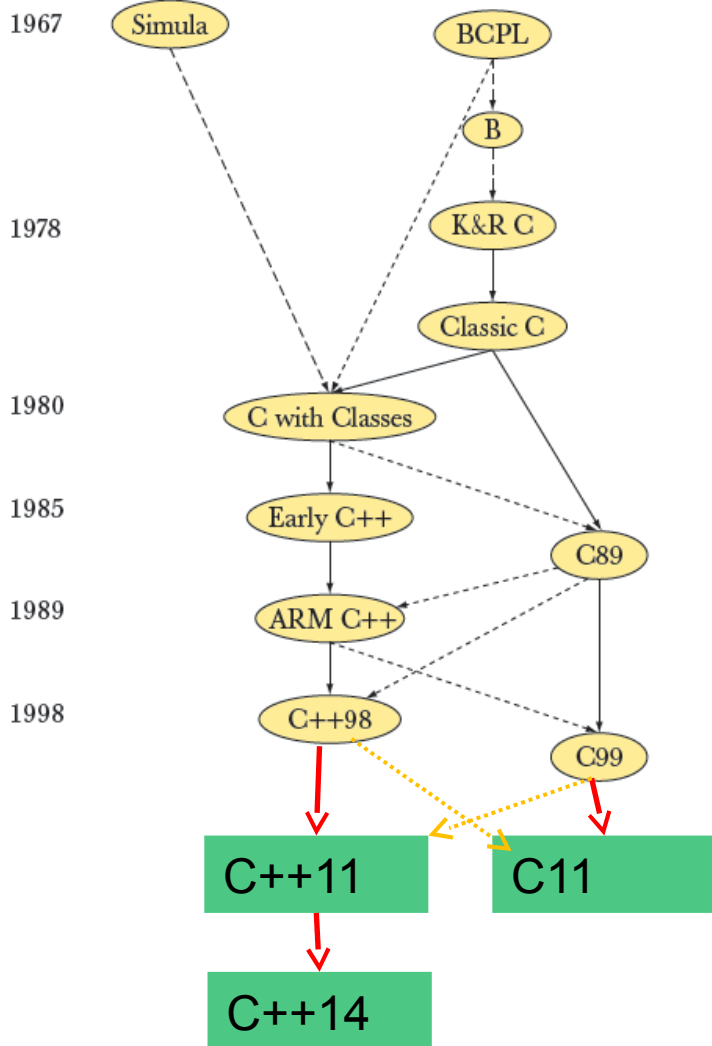 1967
Simula
BCPL
B
1978
K&R C
Classic C
1980
C with Classes
1985
Early C++
C89
1989
ARM C++
1998
C++98
C99
C++11
C11
C++14